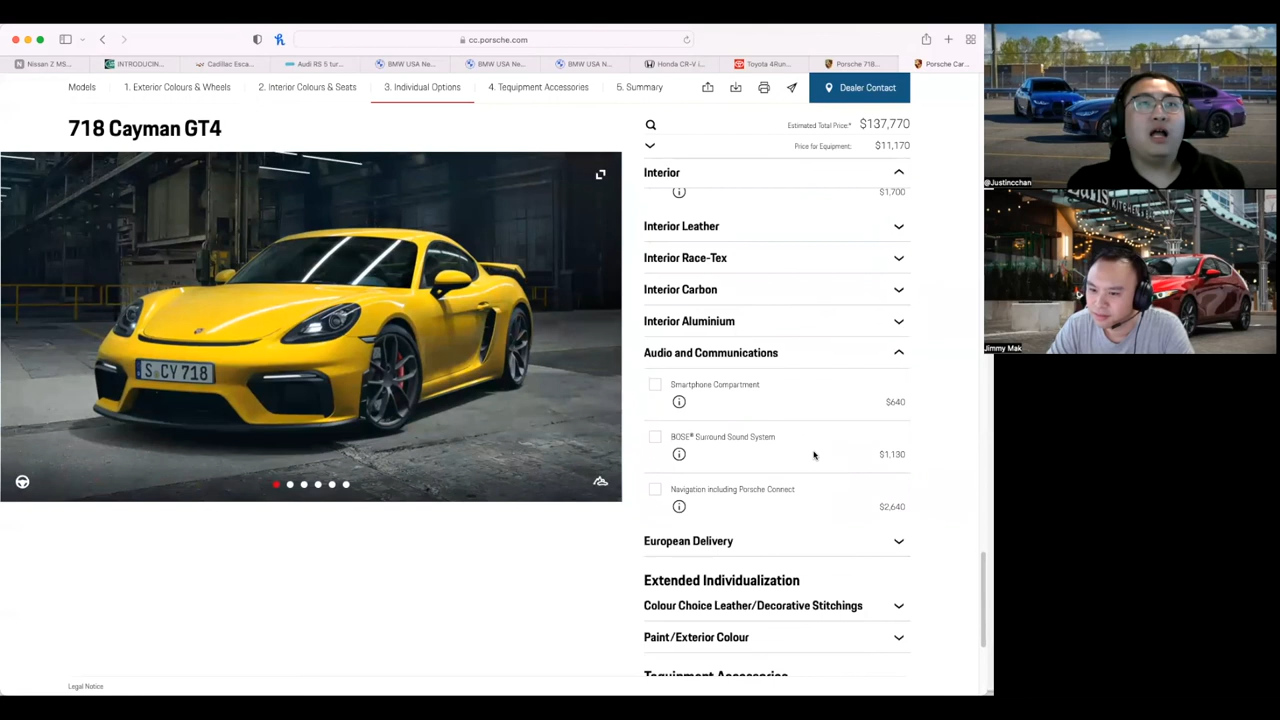 cc.porsche.com
Nissan Z MS...
INTRODUCIN...
Cadillac Esca...
Audi RS 5 tur...
BMW USA Ne...
BMW USA Ne...
BMW USA N...
Honda CR-V i...
Toyota 4Run...
Porsche 71B...
Porsche Car...
Models
1. Exterior Colours & Wheels
2. Interior Colours & Seats
3. Individual Options
4. Tequipment Accessories
5. Summary
Dealer Contact
718 Cayman GT4
Estimated Total Price:* $137,770
Price for Equipment: $11,170
Interior
$1,700
Interior Leather
Interior Race-Tex
Interior Carbon
Interior Aluminium
Audio and Communications
Smartphone Compartment
$640
BOSE® Surround Sound System
$1,130
Navigation including Porsche Connect
$2,640
European Delivery
Extended Individualization
Colour Choice Leather/Decorative Stitchings
Paint/Exterior Colour
Tequipment Accessories
S CY 718
Legal Notice
@Justincchan
KITCHEN
Jimmy Mak